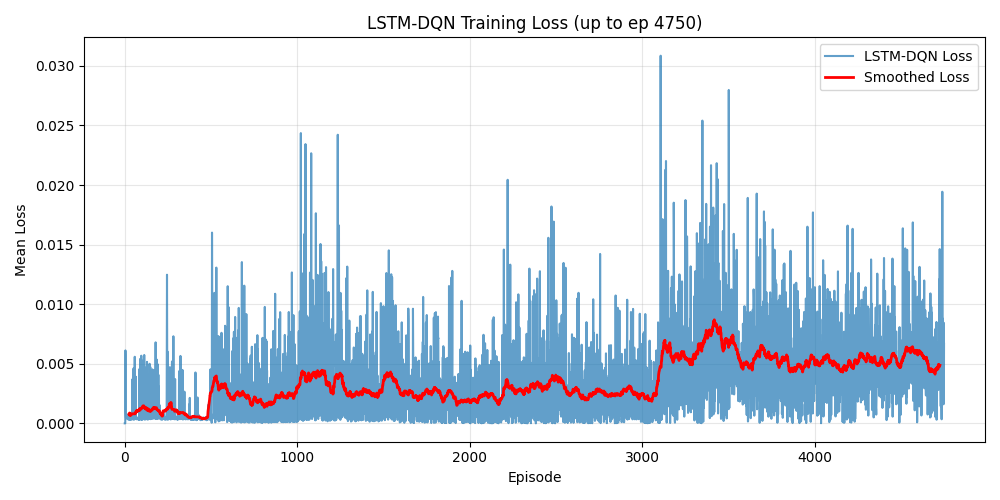 LSTM-DQN Training Loss (up to ep 4750)
LSTM-DQN Loss
Smoothed Loss
Mean Loss
0.030
0.025
0.020
0.015
0.010
0.005
0.000
0
1000
2000
3000
4000
Episode